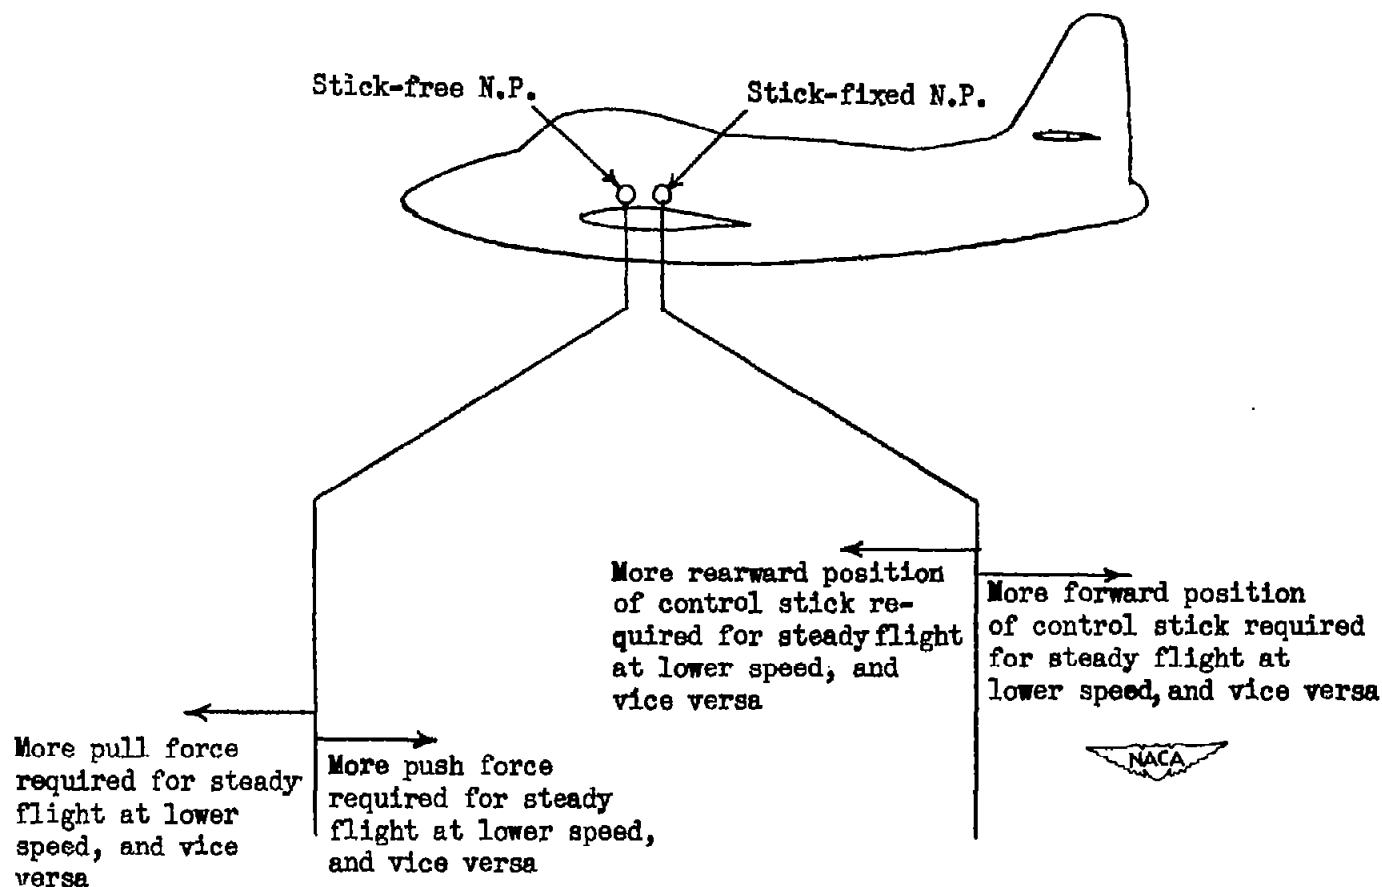 Stick-free N.P.
Stick-fixed N.P.
More rearward position
of control stick re-
quired for steady flight
at lower speed, and
vice versa
More forward position
of control stick required
for steady flight at
lower speed, and vice versa
More pull force
required for steady
flight at lower
speed, and vice
versa
More push force
required for steady
flight at lower speed,
and vice versa
NACA